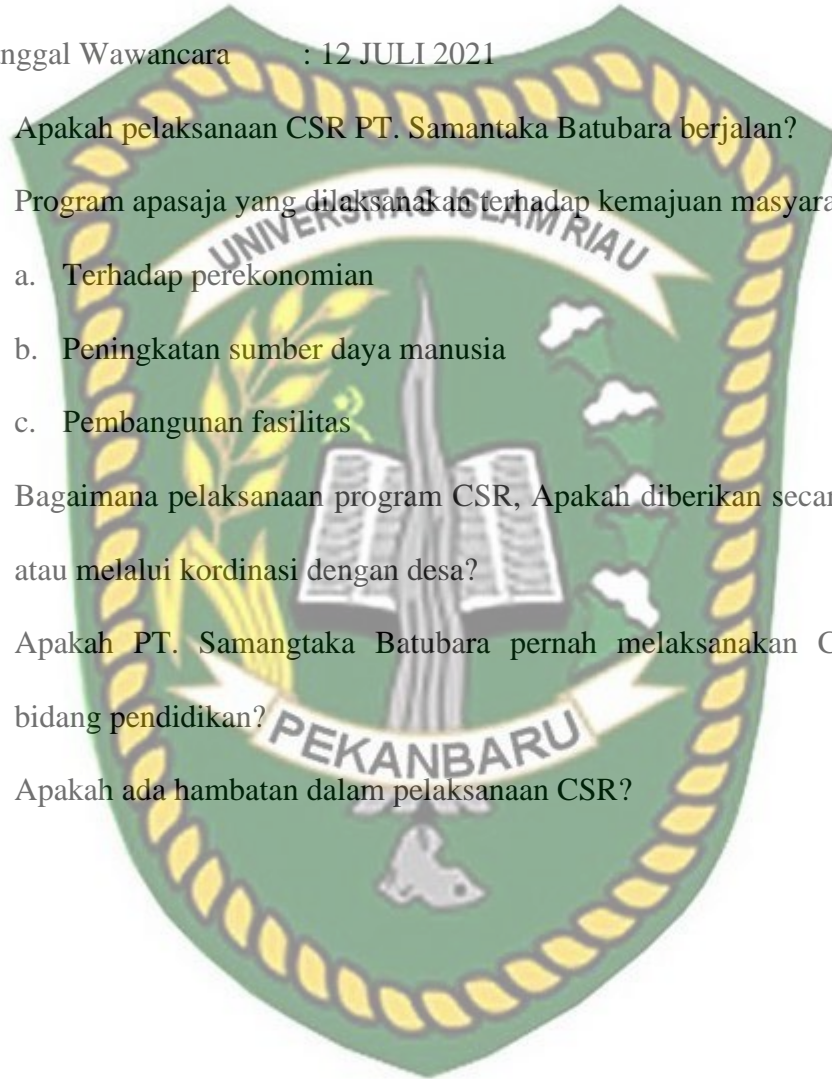 nggal Wawancara : 12 JULI 2021
Apakah pelaksanaan CSR PT. Samantaka Batubara berjalan?
Program apasaja yang dilaksanakan terhadap kemajuan masyara
UNIVERSITAS ISLAM RIAU
a. Terhadap perekonomian
b. Peningkatan sumber daya manusia
c. Pembangunan fasilitas
Bagaimana pelaksanaan program CSR, Apakah diberikan secar
atau melalui kordinasi dengan desa?
Apakah PT. Samangtaka Batubara pernah melaksanakan C
bidang pendidikan?
PEKANBARU
Apakah ada hambatan dalam pelaksanaan CSR?